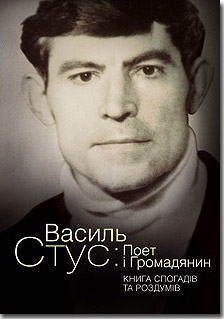 Василь
Стус: Поет
і Громадянин
КНИГА СПОГАДІВ
ТА РОЗДУМІВ